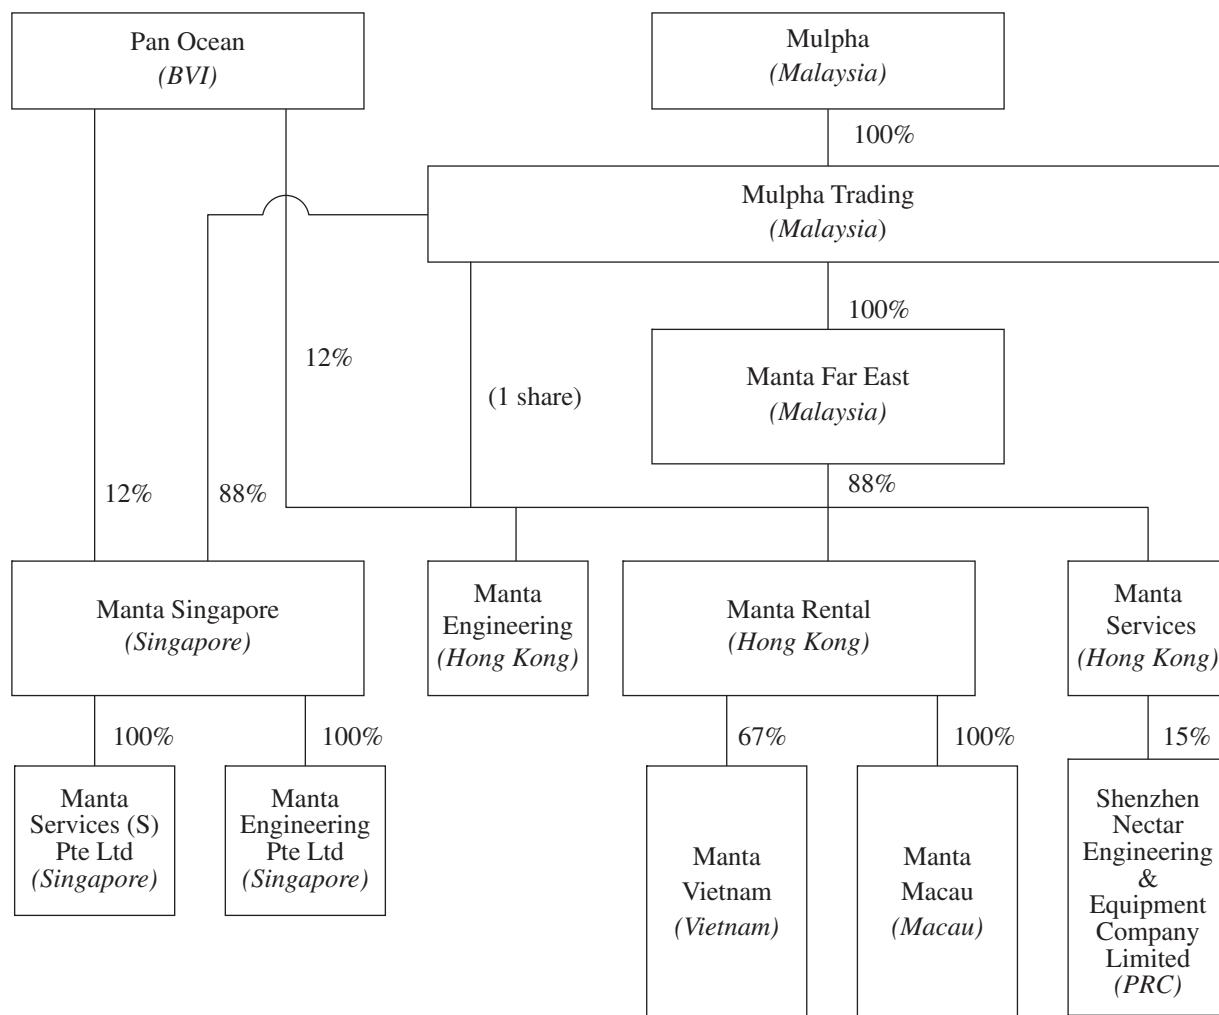 Pan Ocean
(BVI)
Mulpha
(Malaysia)
100%
Mulpha Trading
(Malaysia)
100%
12%
(1 share)
Manta Far East
(Malaysia)
12%
88%
88%
Manta Singapore
(Singapore)
Manta
Engineering
(Hong Kong)
Manta Rental
(Hong Kong)
Manta
Services
(Hong Kong)
100%
100%
67%
100%
15%
Manta
Services (S)
Pte Ltd
(Singapore)
Manta
Engineering
Pte Ltd
(Singapore)
Manta
Vietnam
(Vietnam)
Manta
Macau
(Macau)
Shenzhen
Nectar
Engineering
&
Equipment
Company
Limited
(PRC)